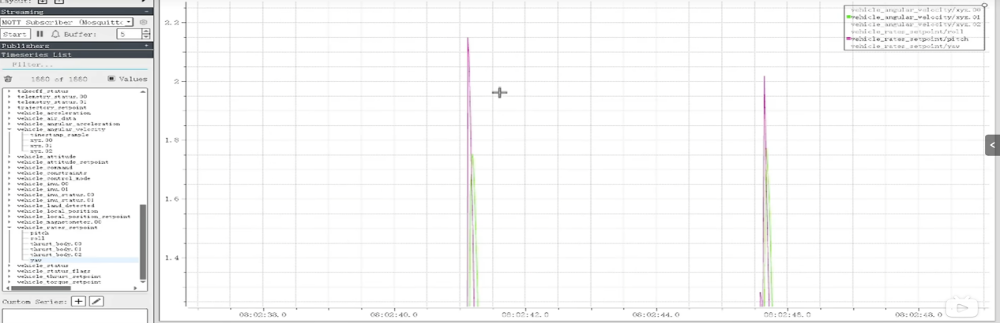 Layout:
Streaming
MQTT Subscriber (Mosquitto
Start
Buffer: 5
Publishers
Timeseries List
Filter...
1660 of 1660 Values
takeoff_status
telemetry_status.00
telemetry_status.01
trajectory_setpoint
vehicle_acceleration
vehicle_air_data
vehicle_angular_acceleration
vehicle_angular_velocity
timestamp_sample
xyz.00
xyz.01
xyz.02
vehicle_attitude
vehicle_attitude_setpoint
vehicle_command
vehicle_constraints
vehicle_control_mode
vehicle_imu.00
vehicle_imu.01
vehicle_imu_status.00
vehicle_imu_status.01
vehicle_land_detected
vehicle_local_position
vehicle_local_position_setpoint
vehicle_magnetometer.00
vehicle_rates_setpoint
pitch
roll
thrust_body.00
thrust_body.01
thrust_body.02
yaw
vehicle_status
vehicle_status_flags
vehicle_thrust_setpoint
vehicle_torque_setpoint
Custom Series:
vehicle_angular_velocity/xyz.00
vehicle_angular_velocity/xyz.01
vehicle_angular_velocity/xyz.02
vehicle_rates_setpoint/roll
vehicle_rates_setpoint/pitch
vehicle_rates_setpoint/yaw
2.2
2
1.8
1.6
1.4
08:02:38.0 08:02:40.0 08:02:42.0 08:02:44.0 08:02:46.0 08:02:48.0